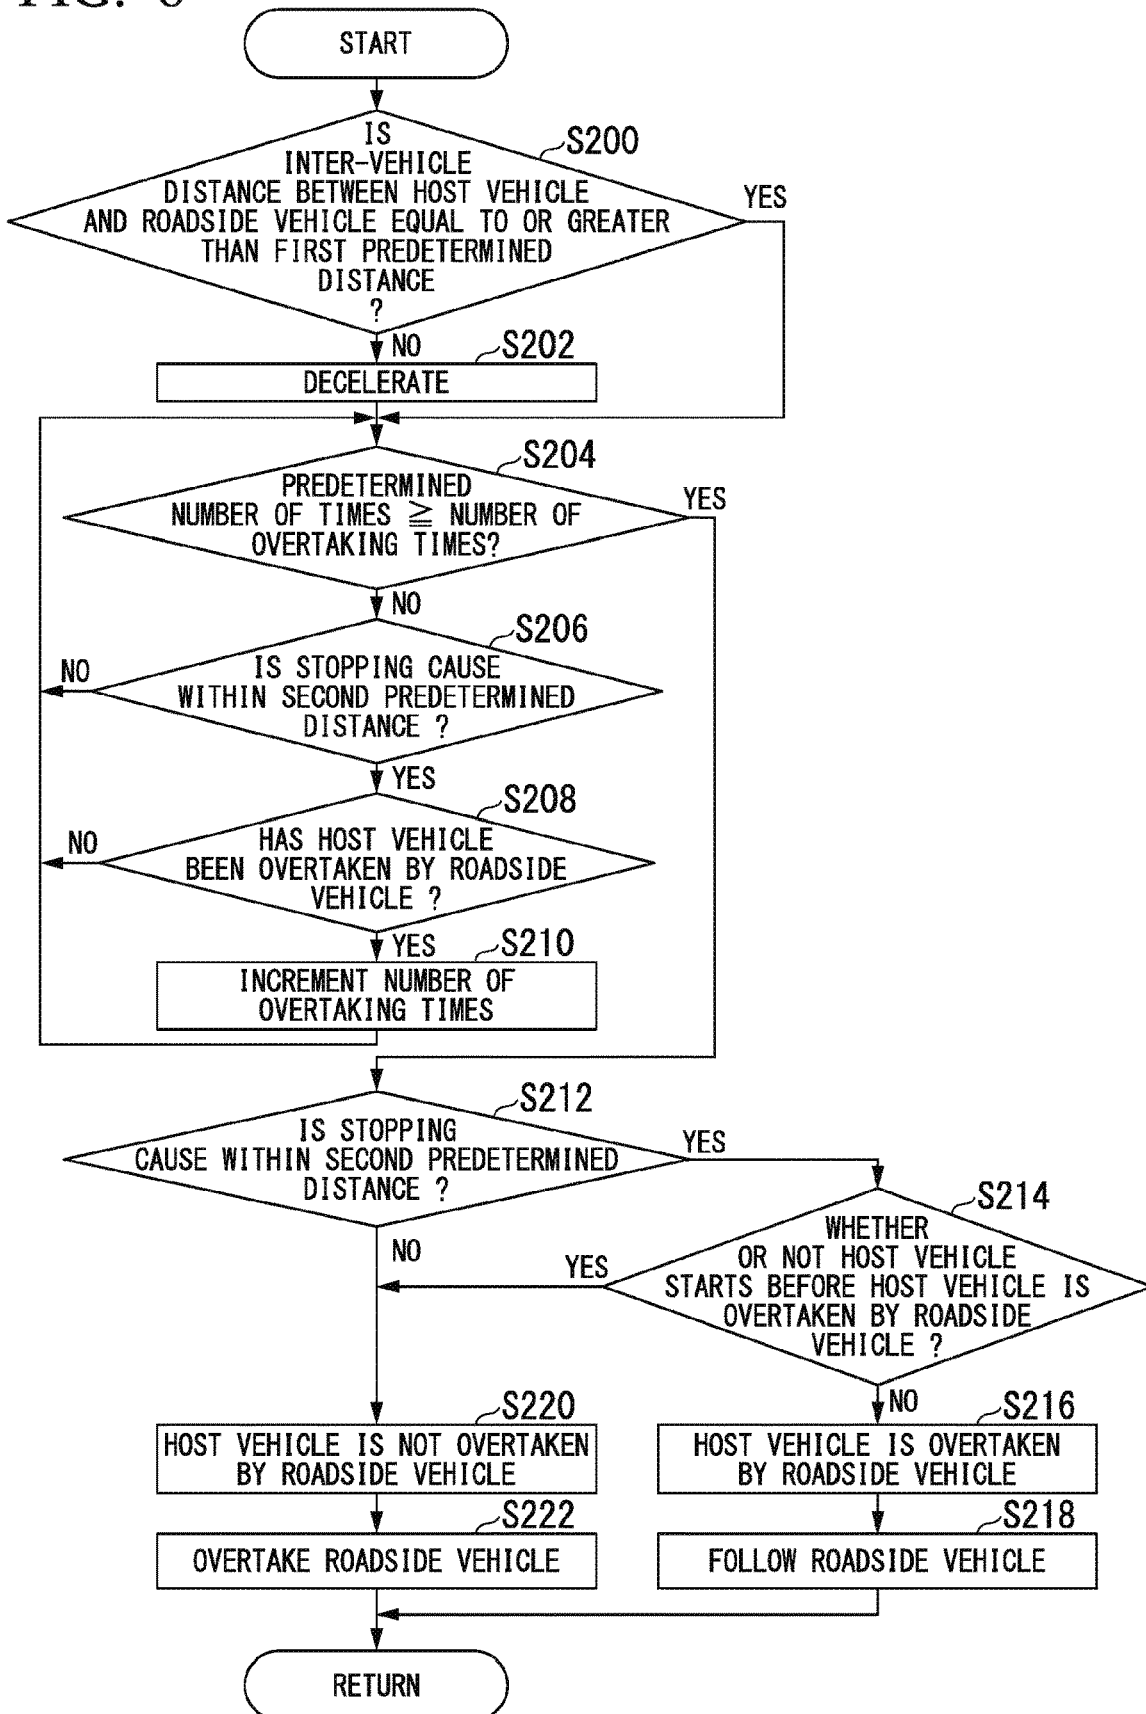 FIG. 6
START
S200
IS
INTER-VEHICLE
DISTANCE BETWEEN HOST VEHICLE
AND ROADSIDE VEHICLE EQUAL TO OR GREATER
THAN FIRST PREDETERMINED
DISTANCE
?
YES
NO
S202
DECELERATE
S204
PREDETERMINED
NUMBER OF TIMES ≧ NUMBER OF
OVERTAKING TIMES?
YES
NO
S206
IS STOPPING CAUSE
WITHIN SECOND PREDETERMINED
DISTANCE ?
NO
YES
S208
HAS HOST VEHICLE
BEEN OVERTAKEN BY ROADSIDE
VEHICLE ?
NO
YES
S210
INCREMENT NUMBER OF
OVERTAKING TIMES
S212
IS STOPPING
CAUSE WITHIN SECOND PREDETERMINED
DISTANCE ?
YES
NO
S214
WHETHER
OR NOT HOST VEHICLE
STARTS BEFORE HOST VEHICLE IS
OVERTAKEN BY ROADSIDE
VEHICLE ?
YES
NO
S220
HOST VEHICLE IS NOT OVERTAKEN
BY ROADSIDE VEHICLE
S216
HOST VEHICLE IS OVERTAKEN
BY ROADSIDE VEHICLE
S222
OVERTAKE ROADSIDE VEHICLE
S218
FOLLOW ROADSIDE VEHICLE
RETURN